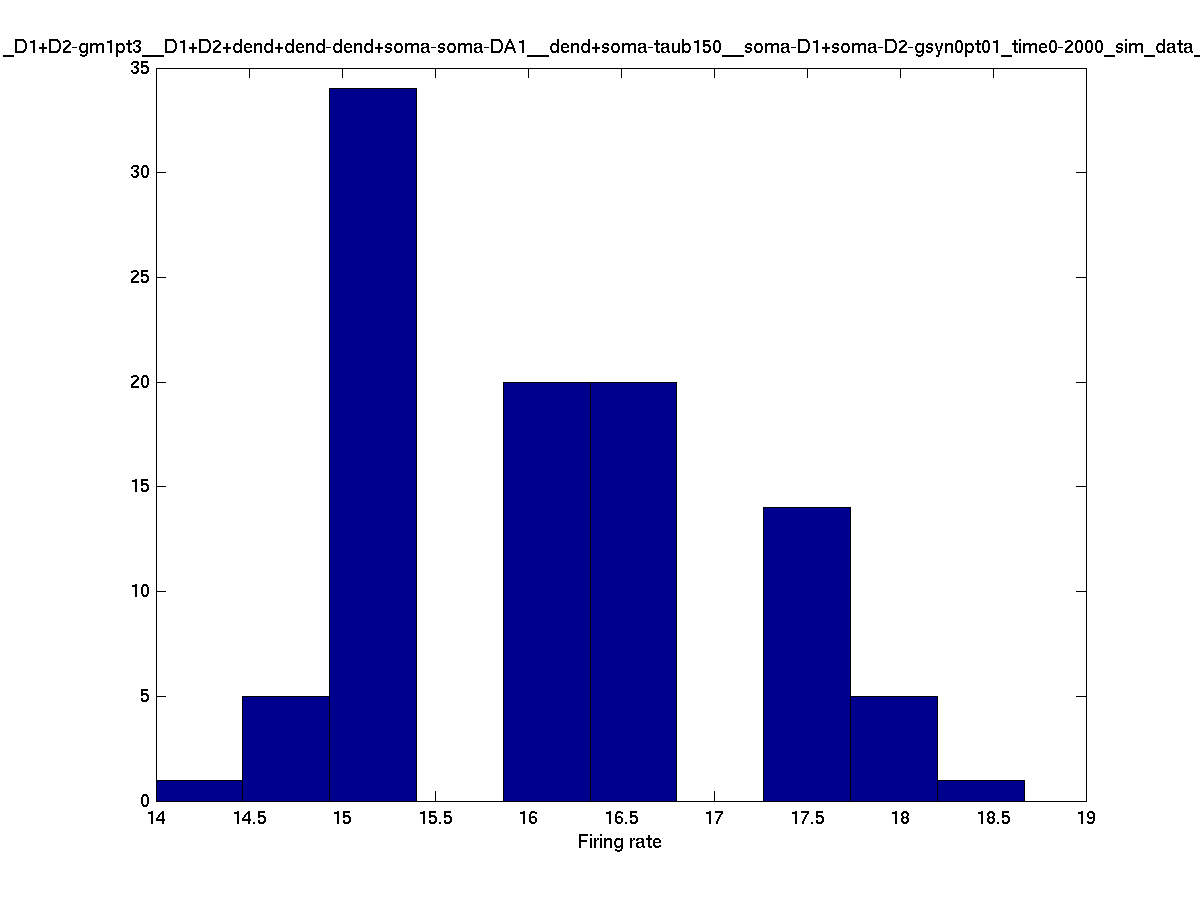 _D1+D2-gm1pt3__D1+D2+dend+dend-dend+soma-soma-DA1__dend+soma-taub150__soma-D1+soma-D2-gsyn0pt01_time0-2000_sim_data_
35
30
25
20
15
10
5
0
14 14.5 15 15.5 16 16.5 17 17.5 18 18.5 19
Firing rate